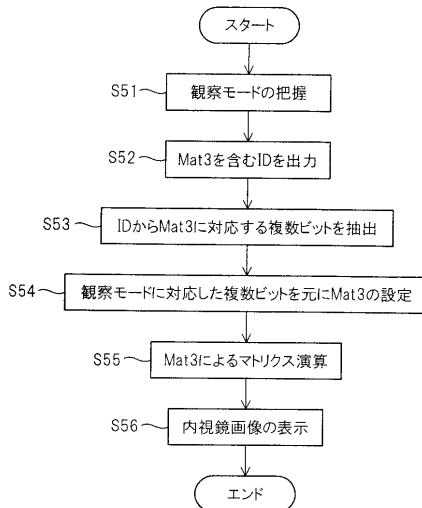 スタート
S51
観察モードの把握
S52
Mat3を含むIDを出力
S53
IDからMat3に対応する複数ビットを抽出
S54
観察モードに対応した複数ビットを元にMat3の設定
S55
Mat3によるマトリクス演算
S56
内視鏡画像の表示
エンド